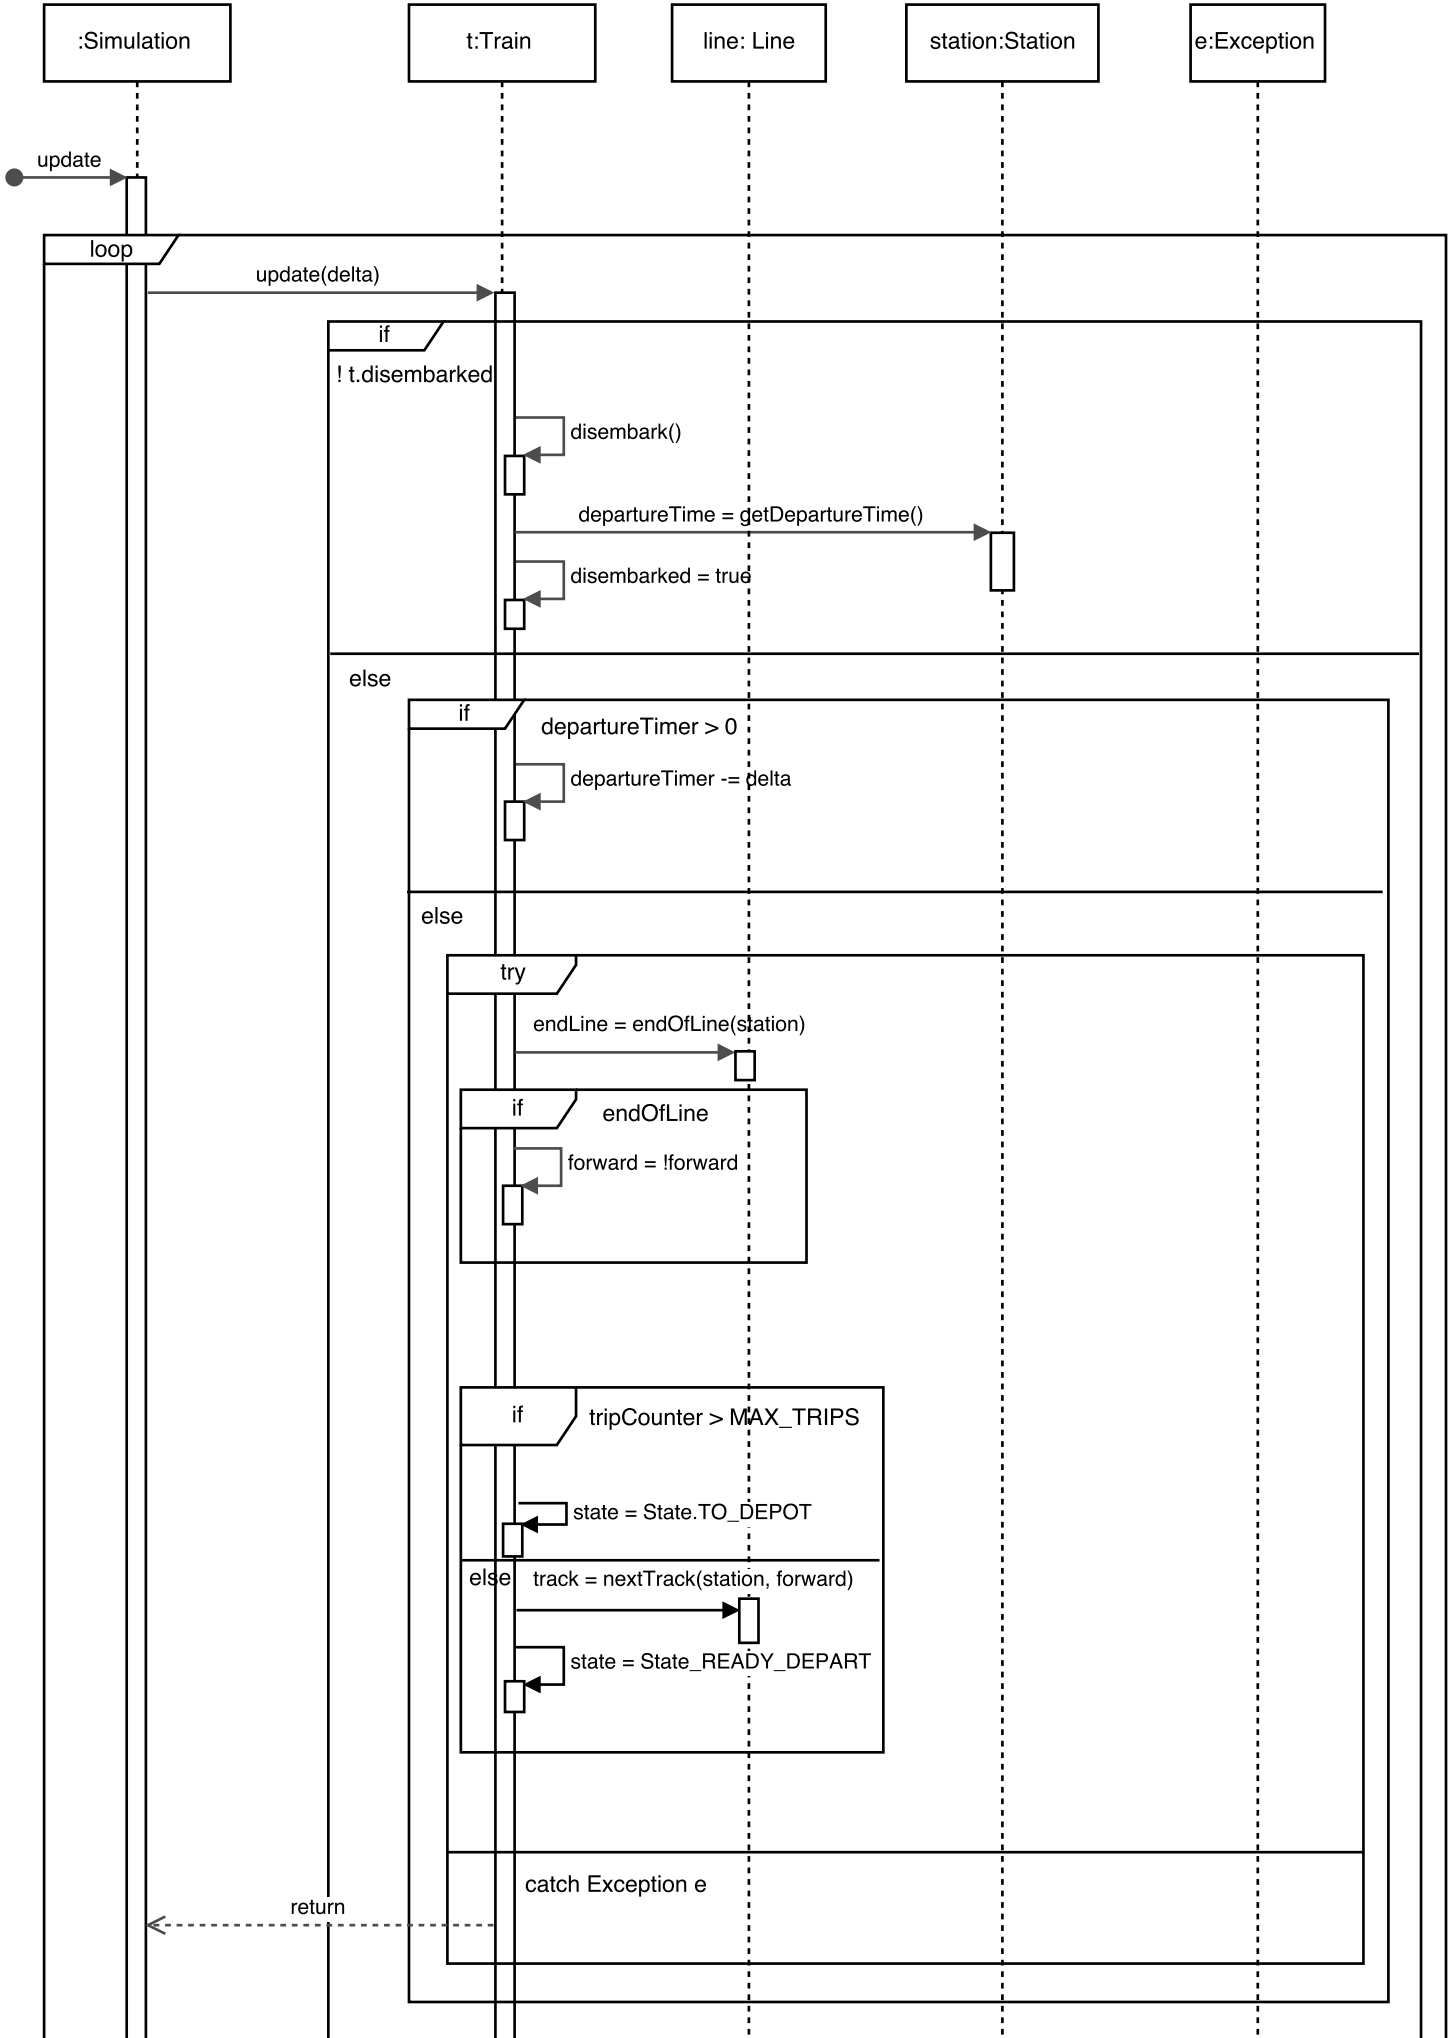 :Simulation
t:Train
line: Line
station:Station
e:Exception
update
loop
update(delta)
if
! t.disembarked
disembark()
departureTime = getDepartureTime()
disembarked = true
else
if
departureTimer > 0
departureTimer -= delta
else
try
endLine = endOfLine(station)
if
endOfLine
forward = !forward
if
tripCounter > MAX_TRIPS
state = State.TO_DEPOT
else
track = nextTrack(station, forward)
state = State_READY_DEPART
catch Exception e
return